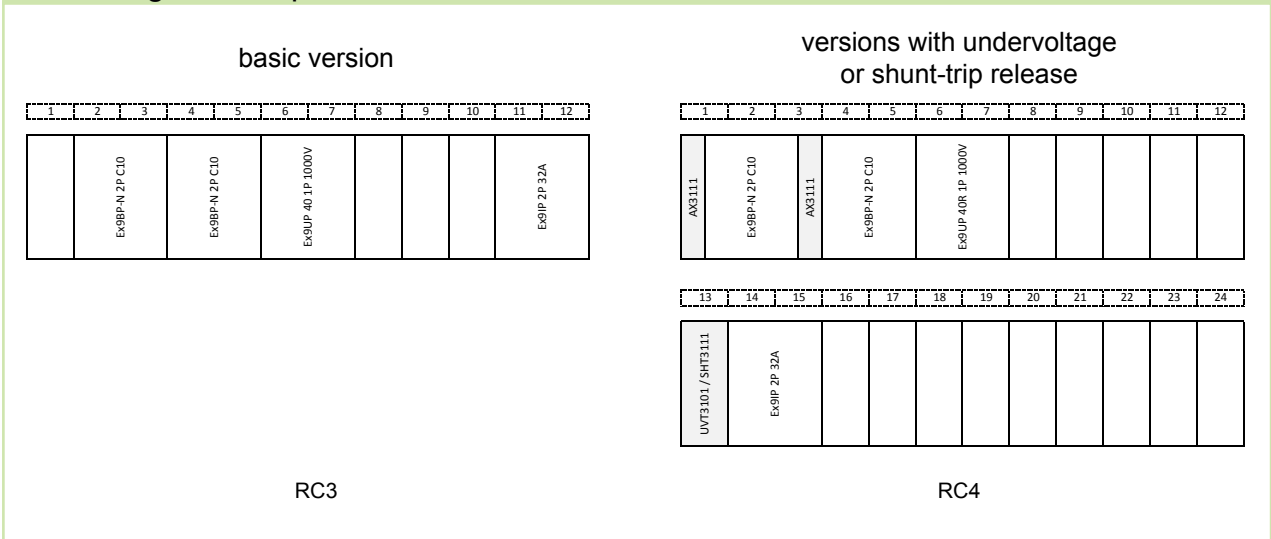 basic version
1 2 3 4 5 6 7 8 9 10 11 12
Ex9BP-N 2P C10
Ex9BP-N 2P C10
Ex9UP 40 1P 1000V
Ex9IP 2P 32A
RC3
versions with undervoltage
or shunt-trip release
1 2 3 4 5 6 7 8 9 10 11 12
AX3111
Ex9BP-N 2P C10
AX3111
Ex9BP-N 2P C10
Ex9UP 40R 1P 1000V
13 14 15 16 17 18 19 20 21 22 23 24
UVT3101 / SHT3111
Ex9IP 2P 32A
RC4